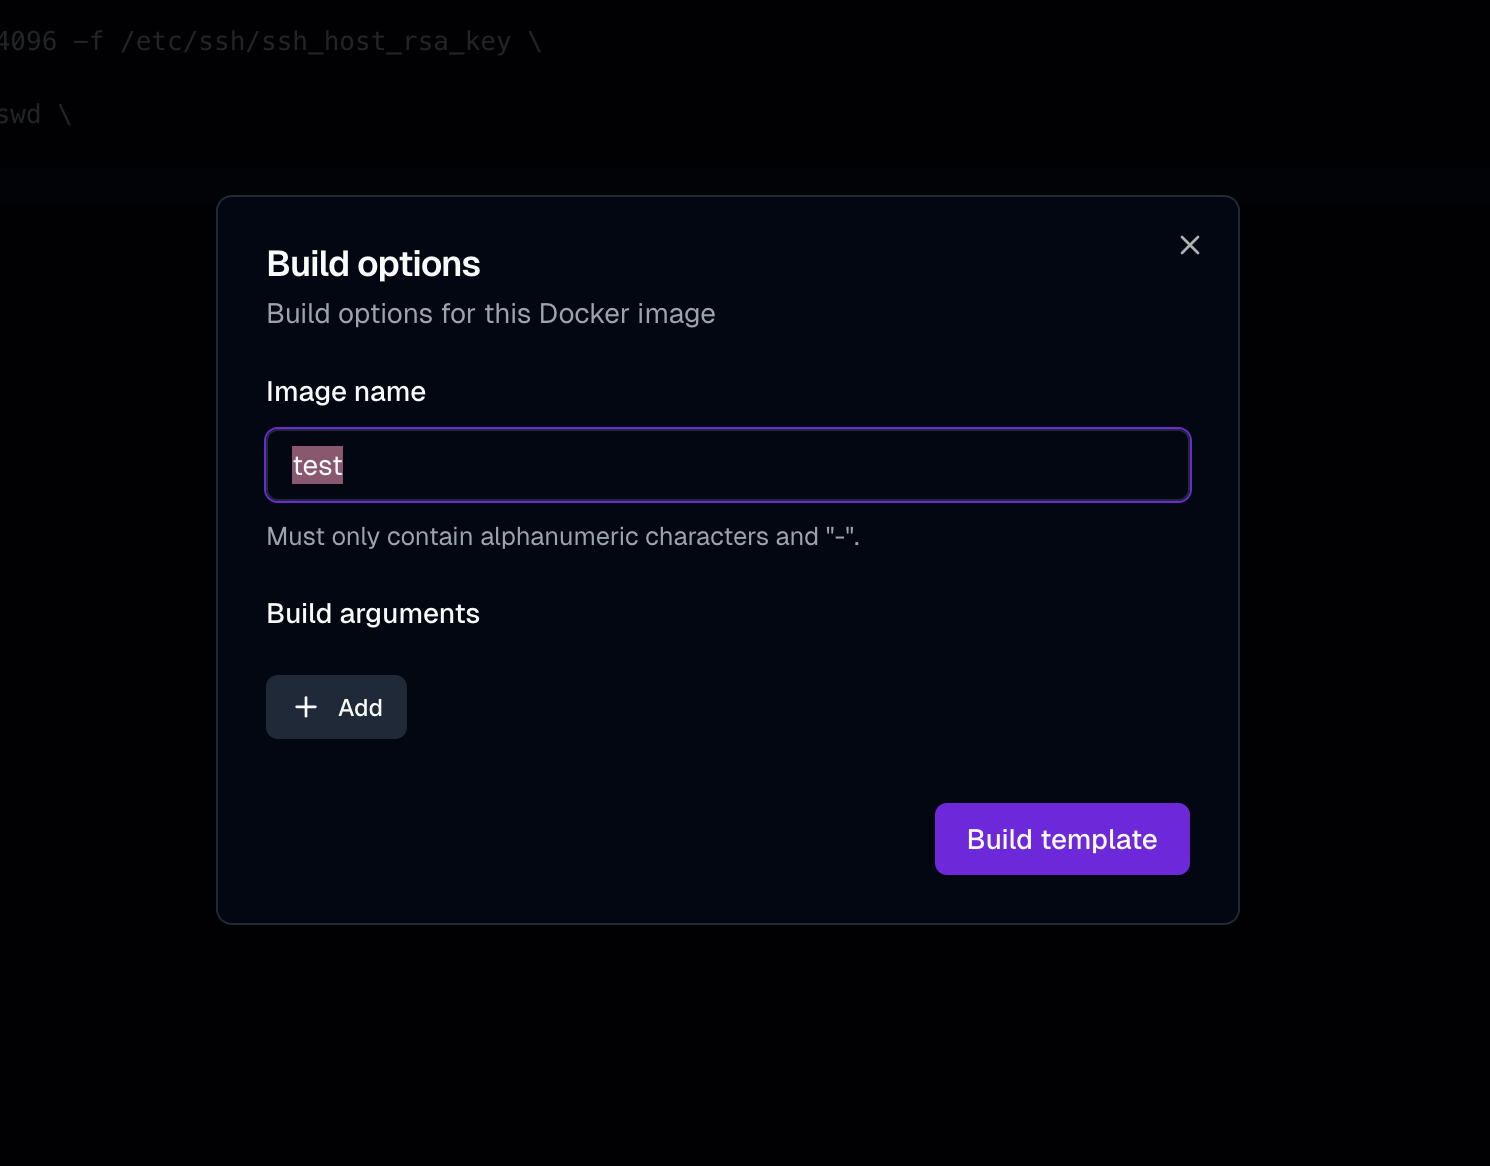 4096 -f /etc/ssh/ssh_host_rsa_key \
swd \
Build options
Build options for this Docker image
Image name
test
Must only contain alphanumeric characters and "-".
Build arguments
+ Add
Build template